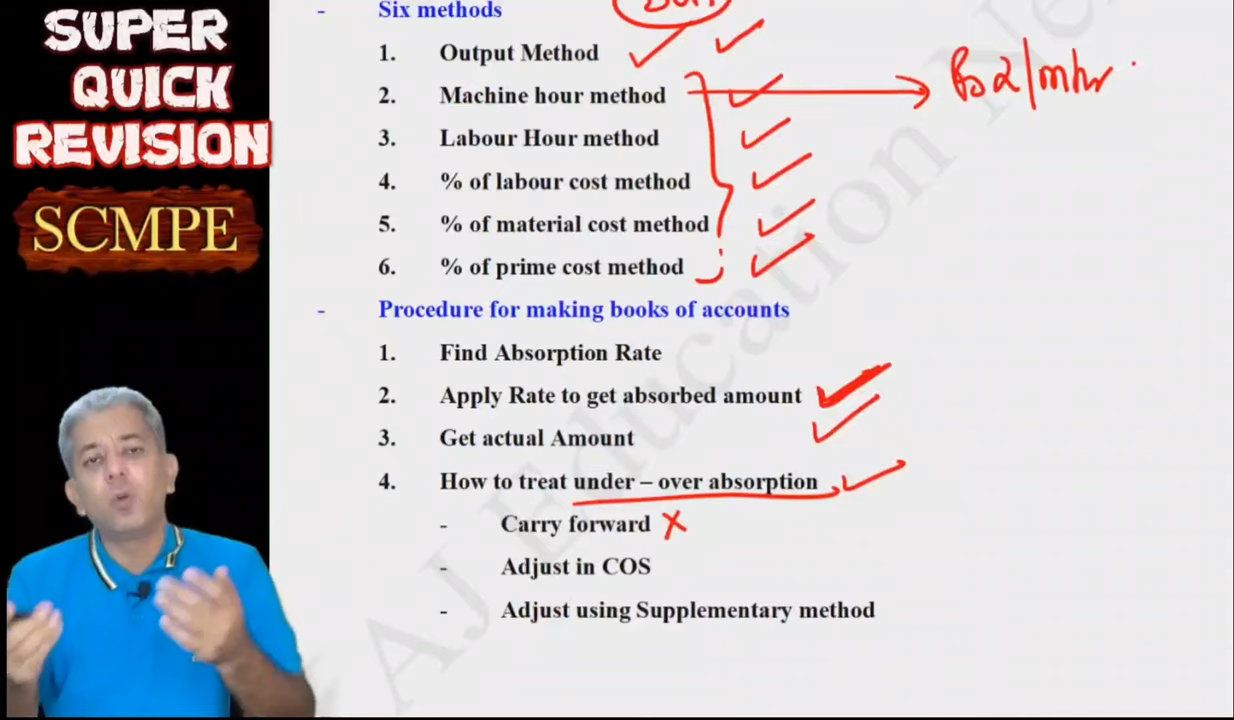 SUPER
QUICK
REVISION
SCMPE
- Six methods
1. Output Method
2. Machine hour method
3. Labour Hour method
4. % of labour cost method
5. % of material cost method
6. % of prime cost method
- Procedure for making books of accounts
1. Find Absorption Rate
2. Apply Rate to get absorbed amount
3. Get actual Amount
4. How to treat under – over absorption
- Carry forward
- Adjust in COS
- Adjust using Supplementary method
AJ Education